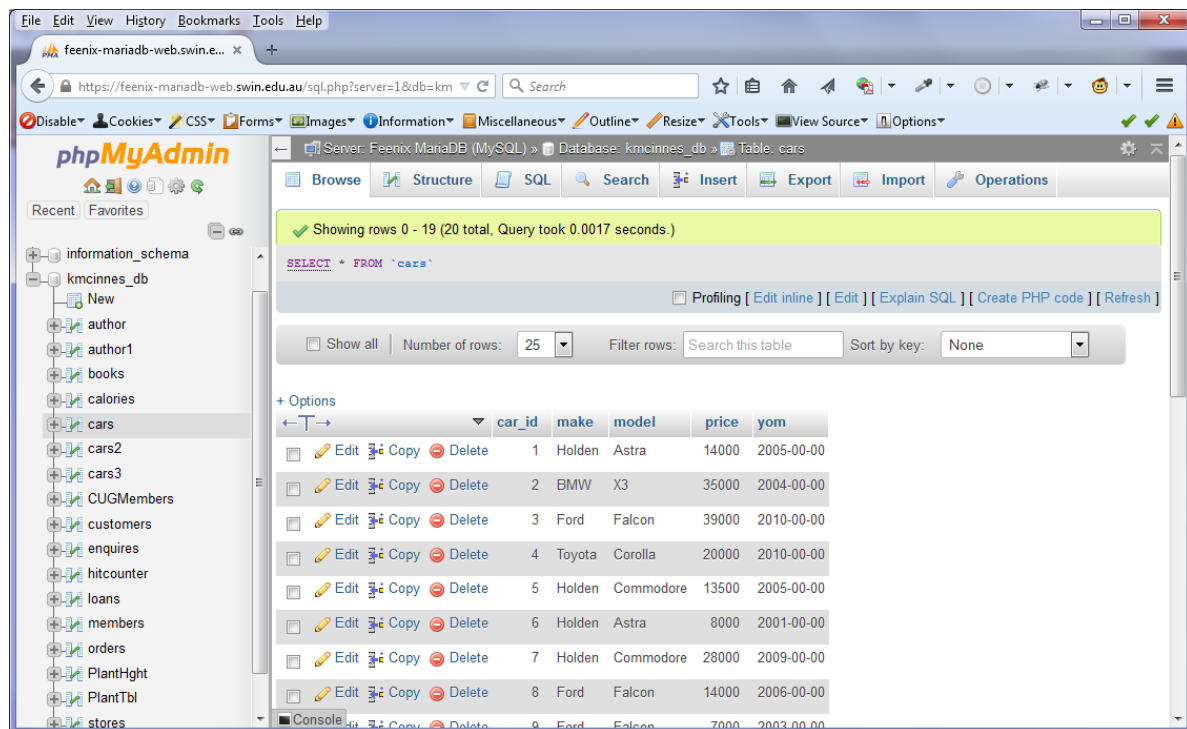 File Edit View History Bookmarks Tools Help
feenix-mariadb-web.swin.e... ×
https://feenix-mariadb-web.swin.edu.au/sql.php?server=1&db=km Search
Disable Cookies CSS Forms Images Information Miscellaneous Outline Resize Tools View Source Options
phpMyAdmin
Recent Favorites
information_schema
kmcinnes_db
New
author
author1
books
calories
cars
cars2
cars3
CUGMembers
customers
enquires
hitcounter
loans
members
orders
PlantHght
PlantTbl
stores
Server: Feenix MariaDB (MySQL) » Database: kmcinnes_db » Table: cars
Browse Structure SQL Search Insert Export Import Operations
Showing rows 0 - 19 (20 total, Query took 0.0017 seconds.)
SELECT * FROM `cars`
Profiling [ Edit inline ] [ Edit ] [ Explain SQL ] [ Create PHP code ] [ Refresh ]
Show all | Number of rows: 25 Filter rows: Search this table Sort by key: None
+ Options
←T→ car_id make model price yom
Edit Copy Delete 1 Holden Astra 14000 2005-00-00
Edit Copy Delete 2 BMW X3 35000 2004-00-00
Edit Copy Delete 3 Ford Falcon 39000 2010-00-00
Edit Copy Delete 4 Toyota Corolla 20000 2010-00-00
Edit Copy Delete 5 Holden Commodore 13500 2005-00-00
Edit Copy Delete 6 Holden Astra 8000 2001-00-00
Edit Copy Delete 7 Holden Commodore 28000 2009-00-00
Edit Copy Delete 8 Ford Falcon 14000 2006-00-00
Console Copy Delete 9 Ford Falcon 7000 2003-00-00